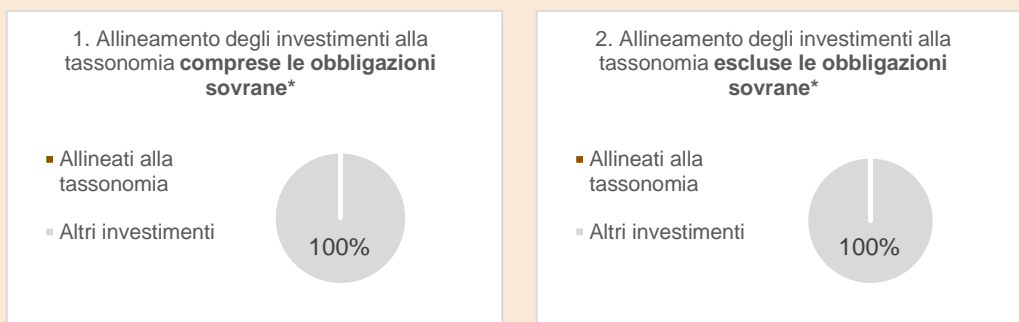 1. Allineamento degli investimenti alla
tassonomia comprese le obbligazioni
sovrane*
Allineati alla
tassonomia
Altri investimenti
100%
2. Allineamento degli investimenti alla
tassonomia escluse le obbligazioni
sovrane*
Allineati alla
tassonomia
Altri investimenti
100%